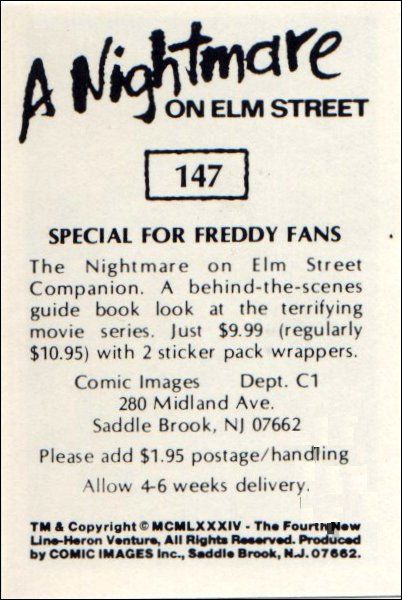 A Nightmare
ON ELM STREET
147
SPECIAL FOR FREDDY FANS
The Nightmare on Elm Street
Companion. A behind-the-scenes
guide book look at the terrifying
movie series. Just $9.99 (regularly
$10.95) with 2 sticker pack wrappers.
Comic Images Dept. C1
280 Midland Ave.
Saddle Brook, NJ 07662
Please add $1.95 postage/handling
Allow 4-6 weeks delivery.
TM & Copyright © MCMLXXXIV - The Fourth New
Line-Heron Venture, All Rights Reserved. Produced
by COMIC IMAGES Inc., Saddle Brook, N.J. 07662.